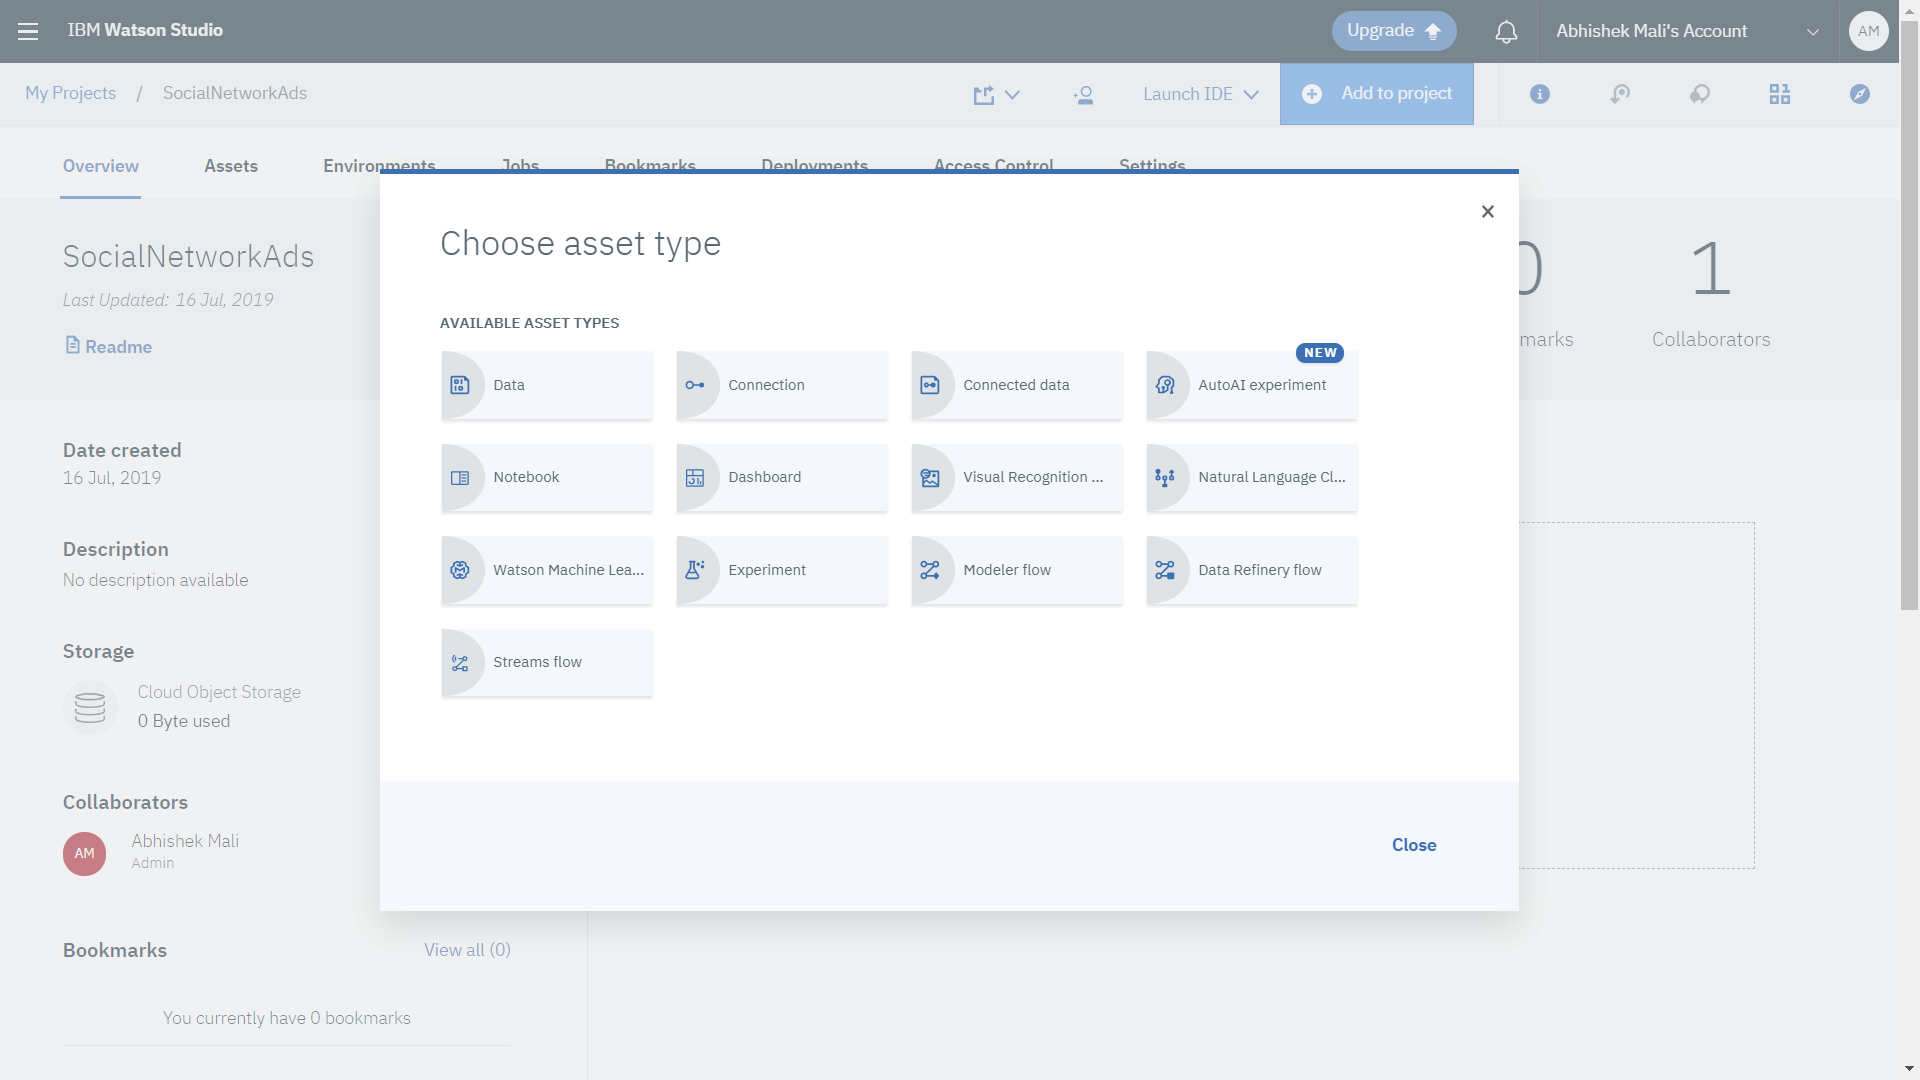 IBM Watson Studio
Upgrade
Abhishek Mali's Account
AM
My Projects / SocialNetworkAds
Launch IDE
Add to project
Overview
Assets
Environments
Jobs
Bookmarks
Deployments
Access Control
Settings
SocialNetworkAds
Last Updated: 16 Jul, 2019
Readme
0
marks
1
Collaborators
Date created
16 Jul, 2019
Description
No description available
Storage
Cloud Object Storage
0 Byte used
Collaborators
AM
Abhishek Mali
Admin
Bookmarks
View all (0)
You currently have 0 bookmarks
Choose asset type
×
AVAILABLE ASSET TYPES
Data
Connection
Connected data
NEW
AutoAI experiment
Notebook
Dashboard
Visual Recognition ...
Natural Language Cl...
Watson Machine Lea...
Experiment
Modeler flow
Data Refinery flow
Streams flow
Close